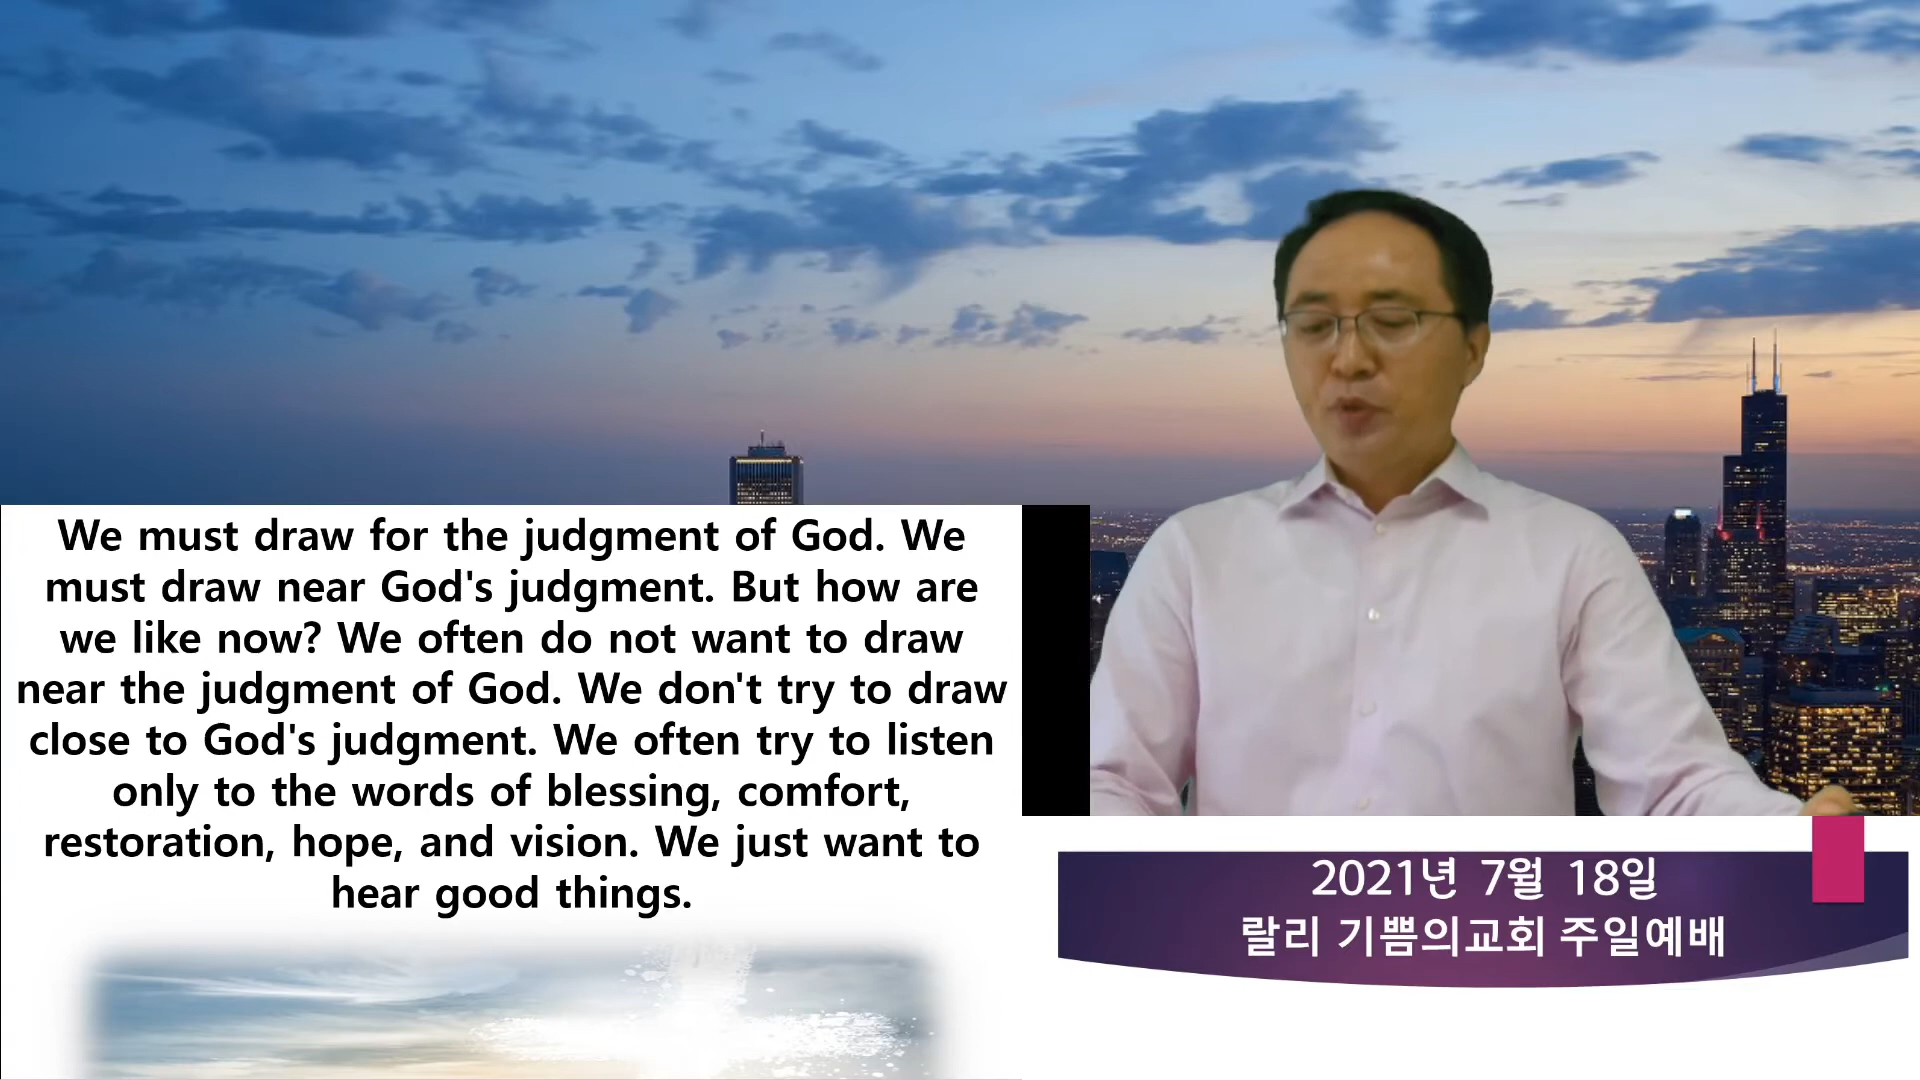 We must draw for the judgment of God. We
must draw near God's judgment. But how are
we like now? We often do not want to draw
near the judgment of God. We don't try to draw
close to God's judgment. We often try to listen
only to the words of blessing, comfort,
restoration, hope, and vision. We just want to
hear good things.
2021년 7월 18일
랄리 기쁨의교회 주일예배